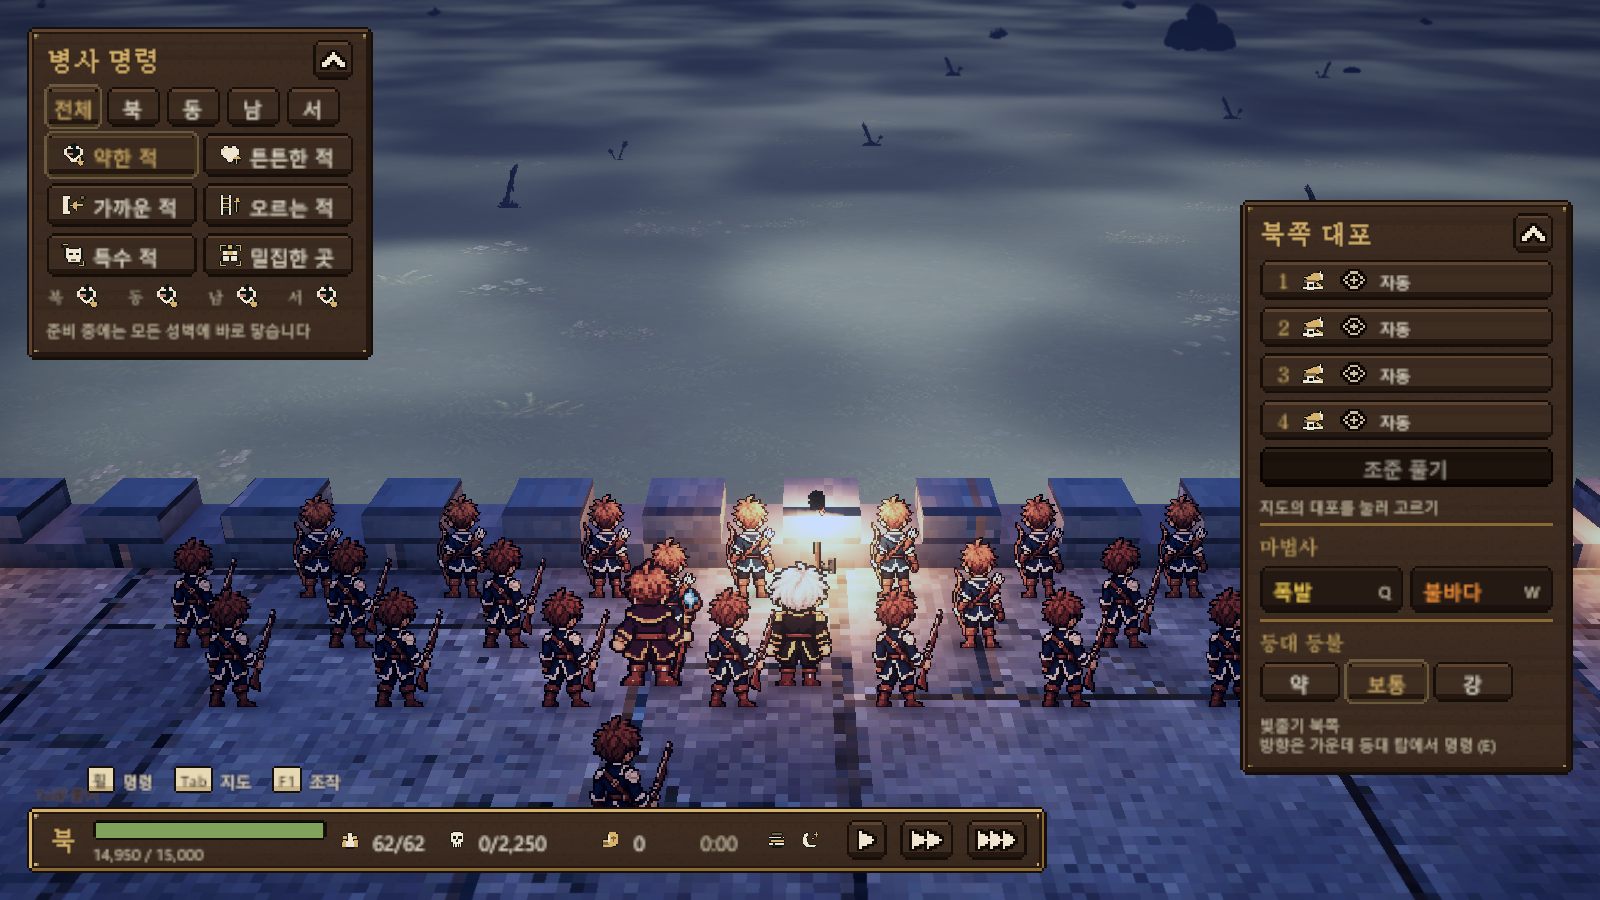 병사 명령
전체 북 동 남 서
약한 적 튼튼한 적
가까운 적 오르는 적
특수 적 밀집한 곳
북 동 남 서
준비 중에는 모든 성벽에 바로 닿습니다
북쪽 대포
1 자동
2 자동
3 자동
4 자동
조준 풀기
지도의 대포를 눌러 고르기
마법사
폭발 Q 불바다 W
등대 등불
약 보통 강
빛줄기 북쪽
방향은 가운데 등대 탑에서 명령 (E)
휠 명령 Tab 지도 F1 조작
북 14,950 / 15,000 62/62 0/2,250 0 0:00